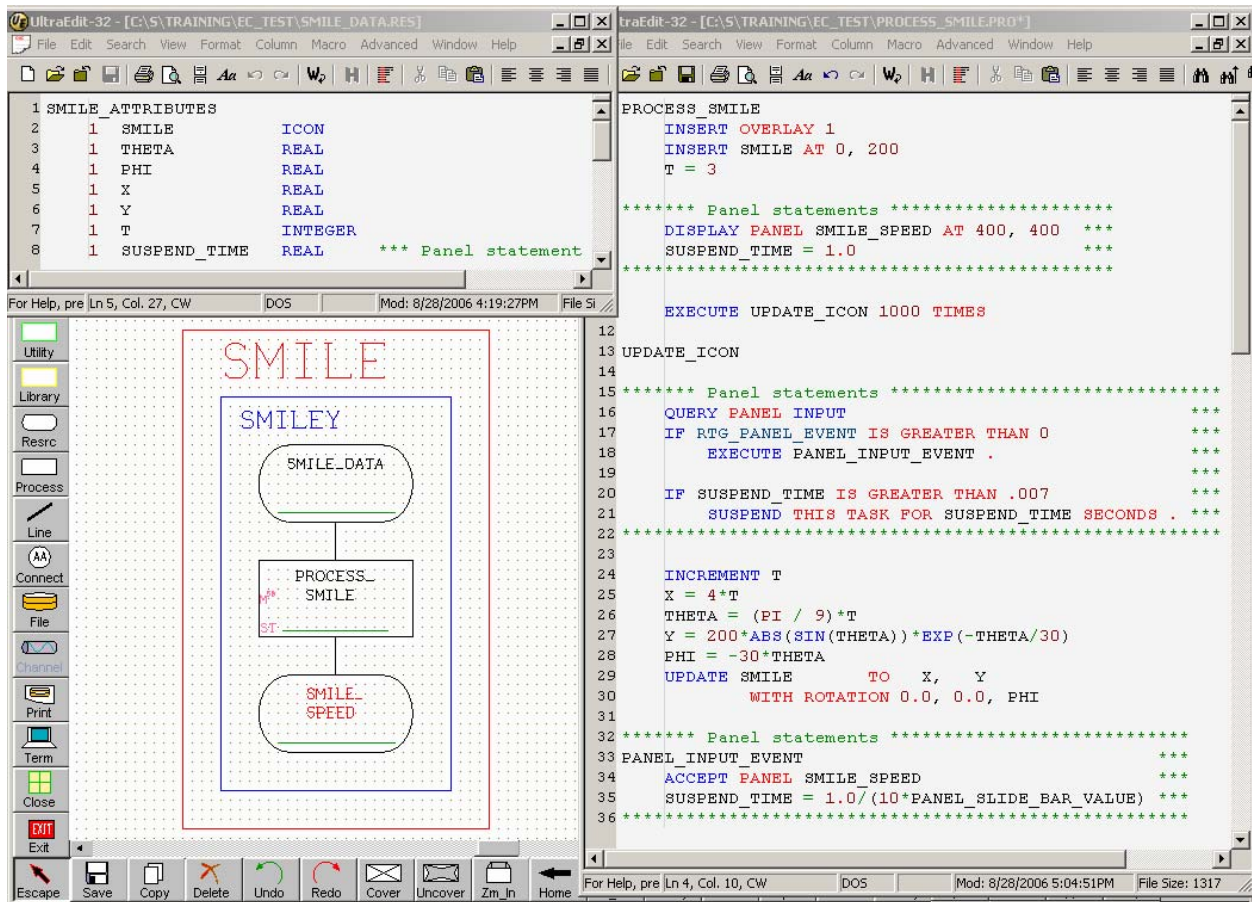 UltraEdit-32 - [C:\S\TRAINING\EC_TEST\SMILE_DATA.RES]
File Edit Search View Format Column Macro Advanced Window Help
1 SMILE_ATTRIBUTES
2 1 SMILE ICON
3 1 THETA REAL
4 1 PHI REAL
5 1 X REAL
6 1 Y REAL
7 1 T INTEGER
8 1 SUSPEND_TIME REAL *** Panel statement
For Help, pre Ln 5, Col. 27, CW DOS Mod: 8/28/2006 4:19:27PM File Si
traEdit-32 - [C:\S\TRAINING\EC_TEST\PROCESS_SMILE.PRO*]
ile Edit Search View Format Column Macro Advanced Window Help
PROCESS_SMILE
INSERT OVERLAY 1
INSERT SMILE AT 0, 200
T = 3
******* Panel statements *********************
DISPLAY PANEL SMILE_SPEED AT 400, 400 ***
SUSPEND_TIME = 1.0 ***
**********************************************
EXECUTE UPDATE_ICON 1000 TIMES
12
13 UPDATE_ICON
14
15 ******* Panel statements *******************************
16 QUERY PANEL INPUT ***
17 IF RTG_PANEL_EVENT IS GREATER THAN 0 ***
18 EXECUTE PANEL_INPUT_EVENT . ***
19 ***
20 IF SUSPEND_TIME IS GREATER THAN .007 ***
21 SUSPEND THIS TASK FOR SUSPEND_TIME SECONDS . ***
22 ********************************************************
23
24 INCREMENT T
25 X = 4*T
26 THETA = (PI / 9)*T
27 Y = 200*ABS(SIN(THETA))*EXP(-THETA/30)
28 PHI = -30*THETA
29 UPDATE SMILE TO X, Y
30 WITH ROTATION 0.0, 0.0, PHI
31
32 ******* Panel statements ****************************
33 PANEL_INPUT_EVENT ***
34 ACCEPT PANEL SMILE_SPEED ***
35 SUSPEND_TIME = 1.0/(10*PANEL_SLIDE_BAR_VALUE) ***
36 *****************************************************
For Help, pre Ln 4, Col. 10, CW DOS Mod: 8/28/2006 5:04:51PM File Size: 1317
Utility
Library
Resrc
Process
Line
AA
Connect
File
Channel
Print
Term
Close
EXIT
Exit
SMILE
SMILEY
SMILE_DATA
PROCESS_
SMILE
ST
SMILE_
SPEED
Escape Save Copy Delete Undo Redo Cover Uncover Zm_In Home